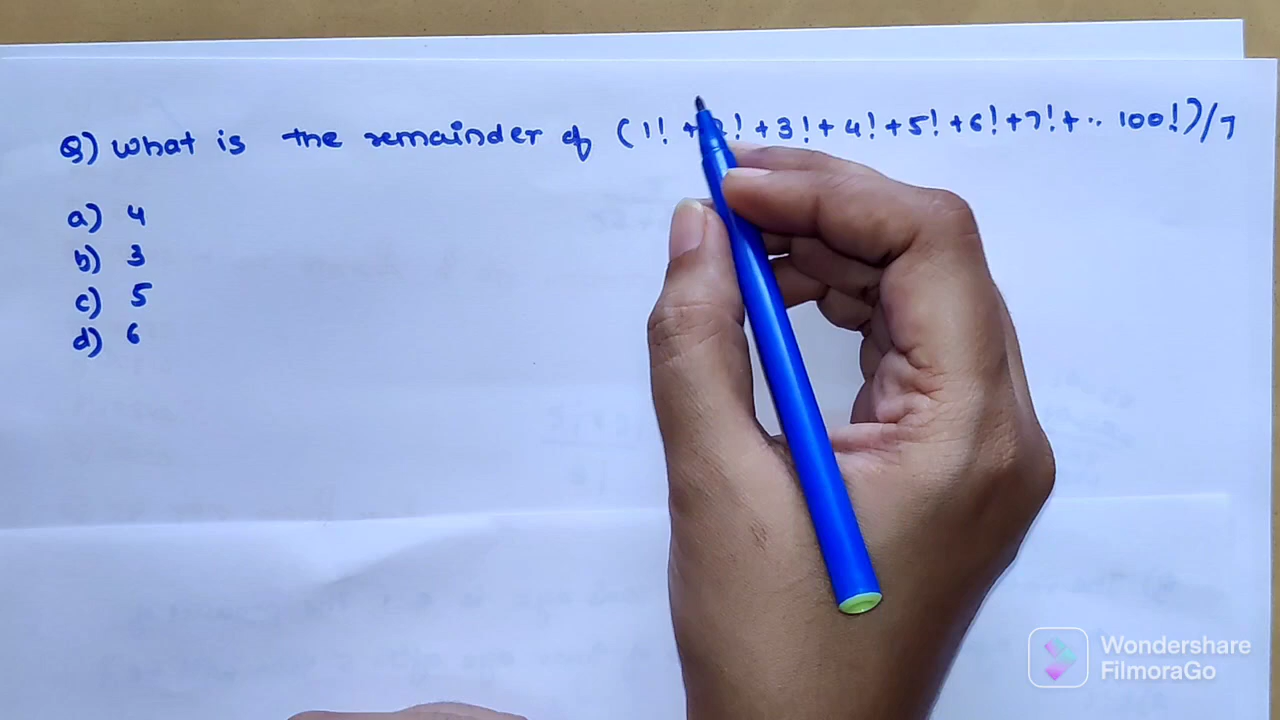 Q) What is the remainder of (1! + 2! + 3! + 4! + 5! + 6! + 7! + .. 100!)/7
a) 4
b) 3
c) 5
d) 6
Wondershare
FilmoraGo